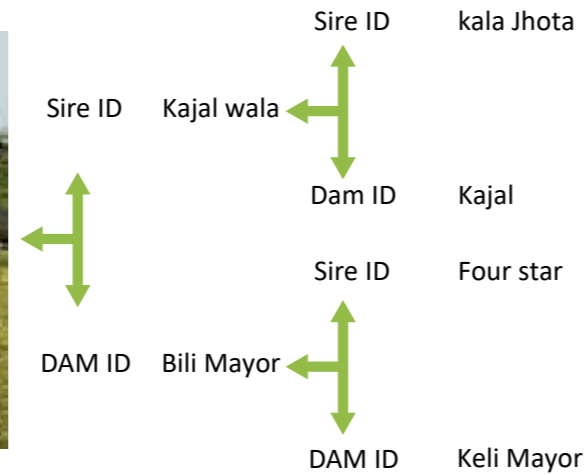 Sire ID kala Jhota
Sire ID Kajal wala
Dam ID Kajal
Sire ID Four star
DAM ID Bili Mayor
DAM ID Keli Mayor